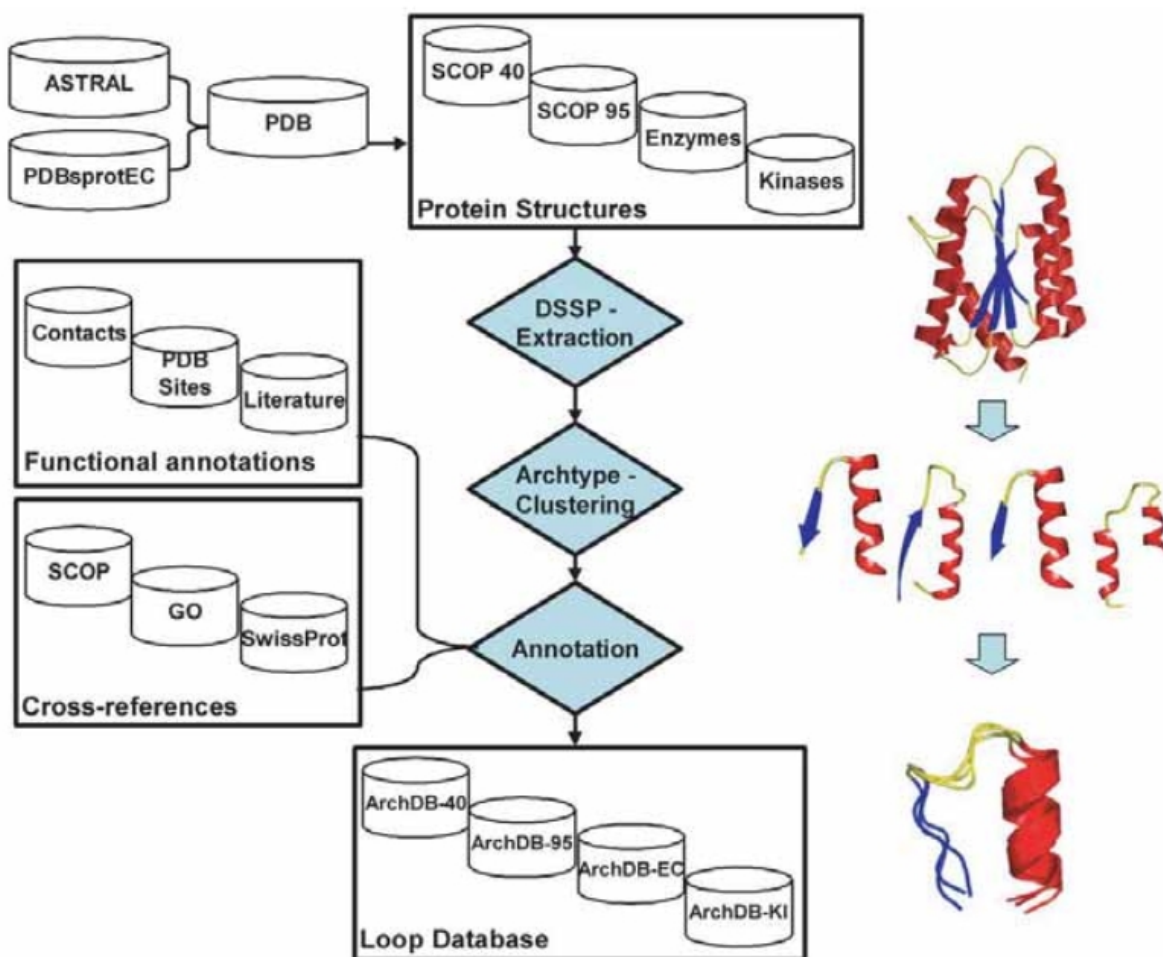 ASTRAL
PDBsprotEC
PDB
SCOP 40
SCOP 95
Enzymes
Kinases
Protein Structures
DSSP -
Extraction
Contacts
PDB
Sites
Literature
Functional annotations
Archtype -
Clustering
SCOP
GO
SwissProt
Cross-references
Annotation
ArchDB-40
ArchDB-95
ArchDB-EC
ArchDB-KI
Loop Database